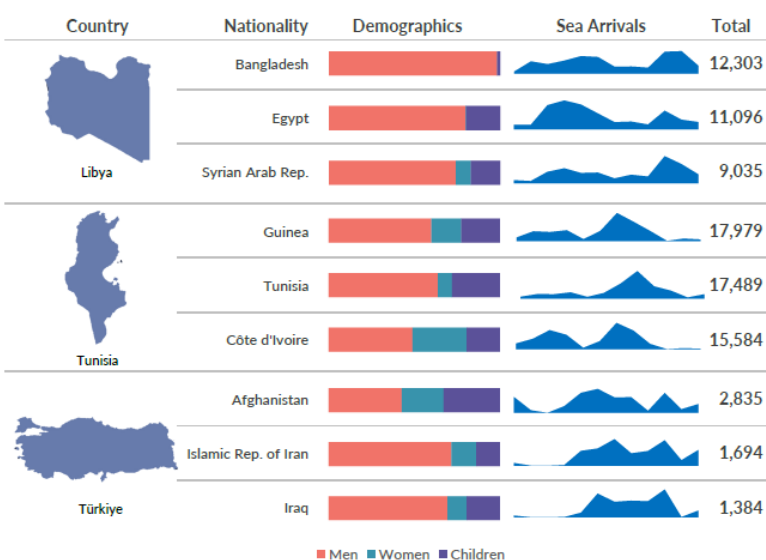 Country Nationality Demographics Sea Arrivals Total
Bangladesh 12,303
Egypt 11,096
Libya
Syrian Arab Rep. 9,035
Guinea 17,979
Tunisia 17,489
Côte d'Ivoire 15,584
Tunisia
Afghanistan 2,835
Islamic Rep. of Iran 1,694
Türkiye
Iraq 1,384
Men Women Children